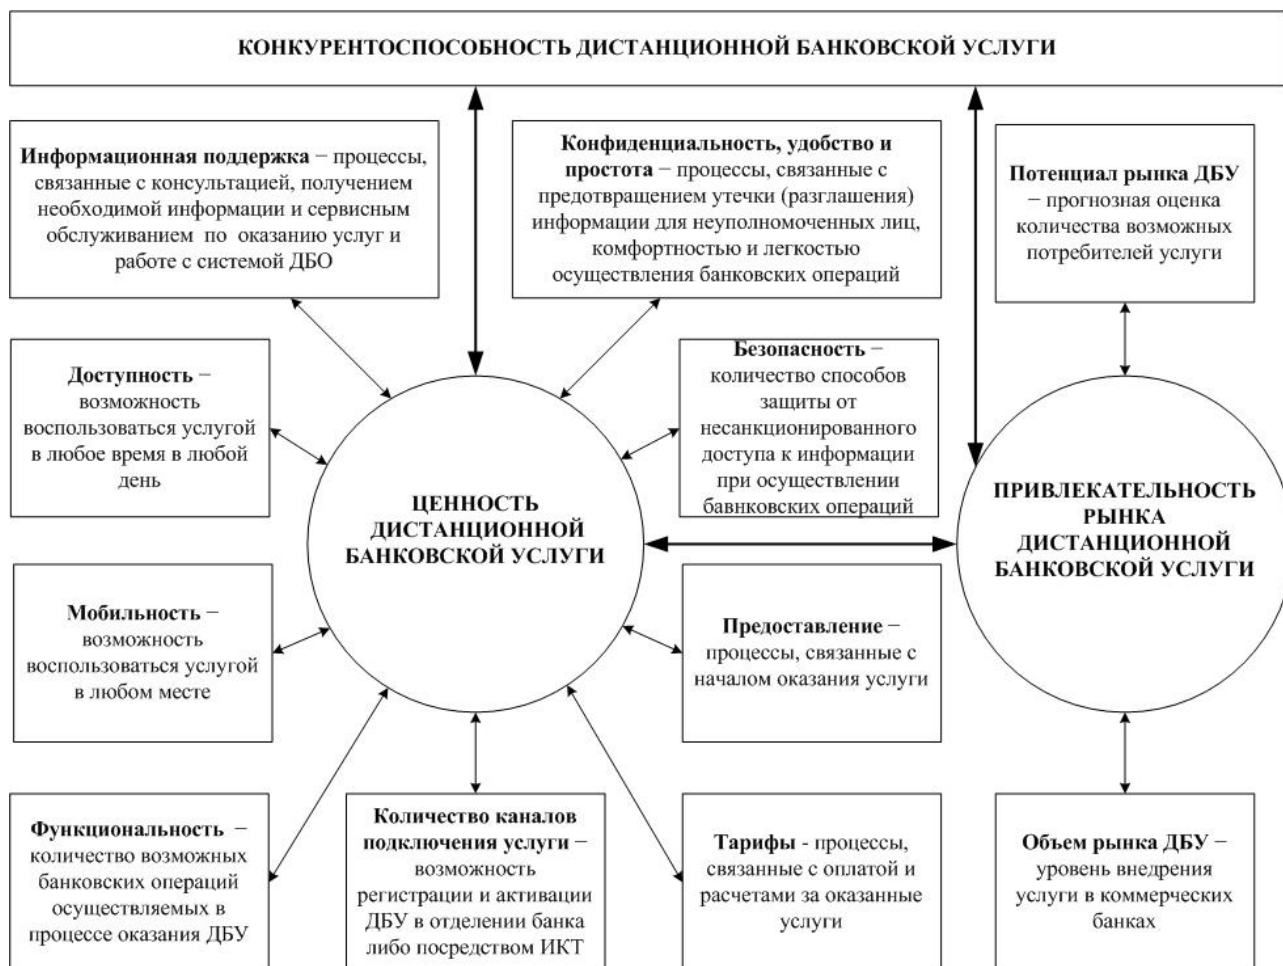 КОНКУРЕНТОСПОСОБНОСТЬ ДИСТАНЦИОННОЙ БАНКОВСКОЙ УСЛУГИ
Информационная поддержка − процессы,
связанные с консультацией, получением
необходимой информации и сервисным
обслуживанием по оказанию услуг и
работе с системой ДБО
Конфиденциальность, удобство и
простота − процессы, связанные с
предотвращением утечки (разглашения)
информации для неуполномоченных лиц,
комфортностью и легкостью
осуществления банковских операций
Потенциал рынка ДБУ
− прогнозная оценка
количества возможных
потребителей услуги
Доступность −
возможность
воспользоваться услугой
в любое время в любой
день
Безопасность −
количество способов
защиты от
несанкционированного
доступа к информации
при осуществлении
бавнковских операций
ЦЕННОСТЬ
ДИСТАНЦИОННОЙ
БАНКОВСКОЙ УСЛУГИ
ПРИВЛЕКАТЕЛЬНОСТЬ
РЫНКА
ДИСТАНЦИОННОЙ
БАНКОВСКОЙ УСЛУГИ
Мобильность −
возможность
воспользоваться услугой
в любом месте
Предоставление −
процессы, связанные с
началом оказания услуги
Функциональность −
количество возможных
банковских операций
осуществляемых в
процессе оказания ДБУ
Количество каналов
подключения услуги −
возможность
регистрации и активации
ДБУ в отделении банка
либо посредством ИКТ
Тарифы - процессы,
связанные с оплатой и
расчетами за оказанные
услуги
Объем рынка ДБУ −
уровень внедрения
услуги в коммерческих
банках